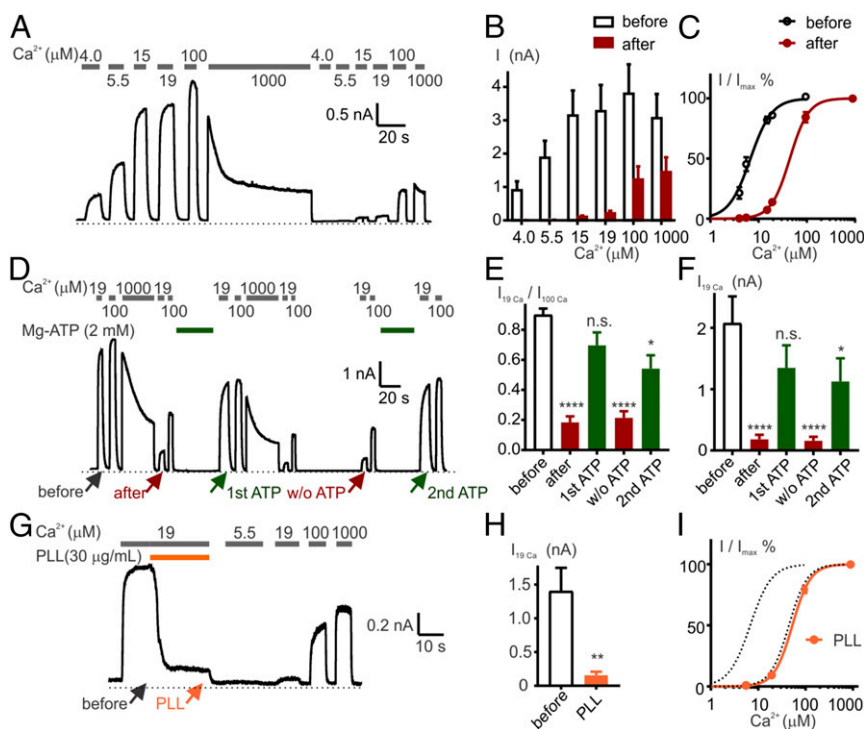 A
Ca²⁺(μM)
4.0 15 100 4.0 15 100
5.5 19 1000 5.5 19 1000
0.5 nA
20 s
B
before
after
I (nA)
4
3
2
1
0
4.0 5.5 15 19 100 1000
Ca²⁺(μM)
C
before
after
I / I max %
100
50
0
1 10 100 1000
Ca²⁺(μM)
D
Ca²⁺(μM)
19 1000 19 19 1000 19 19 19
100 100 100 100 100 100
Mg-ATP (2 mM)
1 nA
20 s
before after 1st ATP w/o ATP 2nd ATP
E
I 19 Ca / I 100 Ca
0.8
0.6
0.4
0.2
0.0
n.s.
*
**** ****
before after 1st ATP w/o ATP 2nd ATP
F
I 19 Ca (nA)
2
1
0
n.s.
*
**** ****
before after 1st ATP w/o ATP 2nd ATP
G
Ca²⁺ (μM)
19 5.5 19 100 1000
PLL(30 μg/mL)
0.2 nA
10 s
before PLL
H
I 19 Ca (nA)
1.5
1.0
0.5
0
**
before PLL
I
I / I max %
100
50
0
PLL
1 10 100 1000
Ca²⁺(μM)